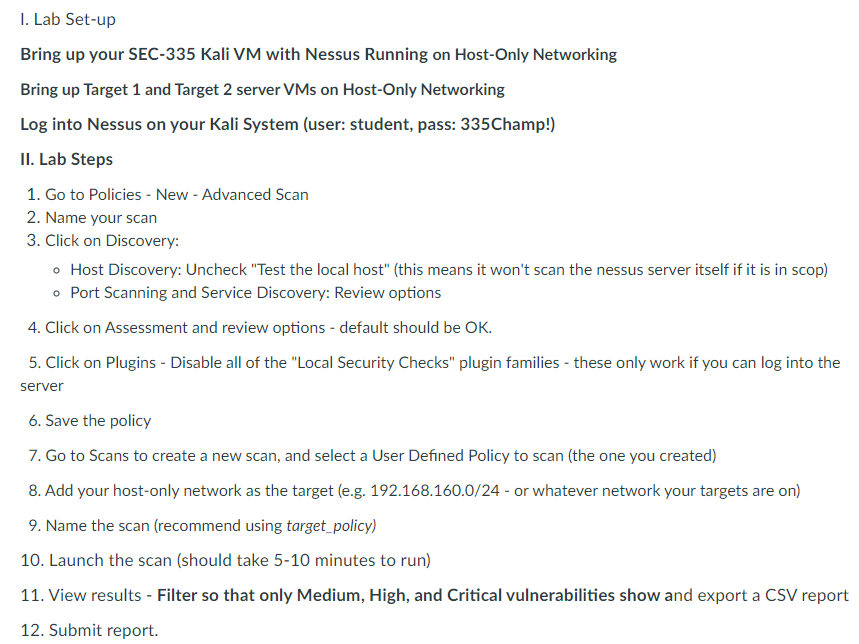 I. Lab Set-up
Bring up your SEC-335 Kali VM with Nessus Running on Host-Only Networking
Bring up Target 1 and Target 2 server VMs on Host-Only Networking
Log into Nessus on your Kali System (user: student, pass: 335Champ!)
II. Lab Steps
1. Go to Policies - New - Advanced Scan
2. Name your scan
3. Click on Discovery:
◦ Host Discovery: Uncheck "Test the local host" (this means it won't scan the nessus server itself if it is in scop)
◦ Port Scanning and Service Discovery: Review options
4. Click on Assessment and review options - default should be OK.
5. Click on Plugins - Disable all of the "Local Security Checks" plugin families - these only work if you can log into the
server
6. Save the policy
7. Go to Scans to create a new scan, and select a User Defined Policy to scan (the one you created)
8. Add your host-only network as the target (e.g. 192.168.160.0/24 - or whatever network your targets are on)
9. Name the scan (recommend using target_policy)
10. Launch the scan (should take 5-10 minutes to run)
11. View results - Filter so that only Medium, High, and Critical vulnerabilities show and export a CSV report
12. Submit report.